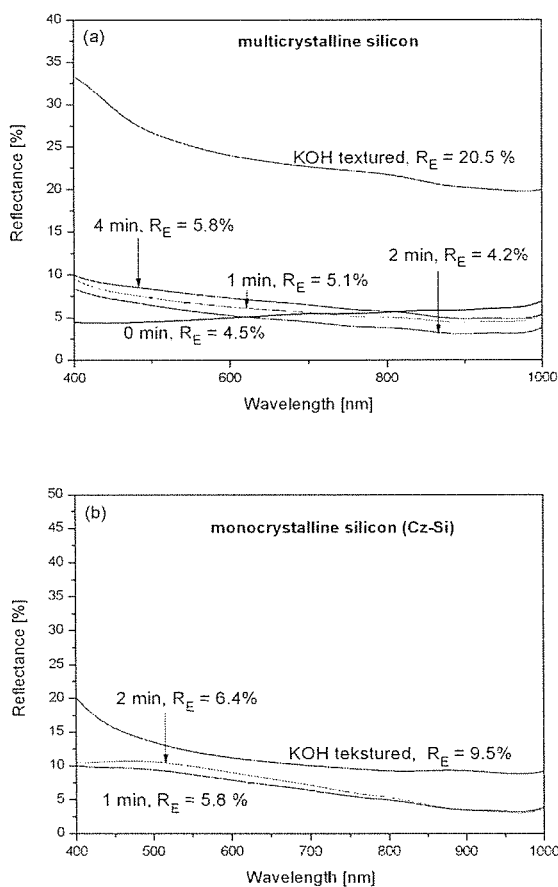 (a)
multicrystalline silicon
40
35
30
25
20
15
10
5
0
Reflectance [%]
KOH textured, R_E = 20.5 %
4 min, R_E = 5.8%
2 min, R_E = 4.2%
1 min, R_E = 5.1%
0 min, R_E = 4.5%
400 600 800 1000
Wavelength [nm]
(b)
monocrystalline silicon (Cz-Si)
50
45
40
35
30
25
20
15
10
5
0
Reflectance [%]
2 min, R_E = 6.4%
KOH tekstured, R_E = 9.5%
1 min, R_E = 5.8 %
400 500 600 700 800 900 1000
Wavelength [nm]